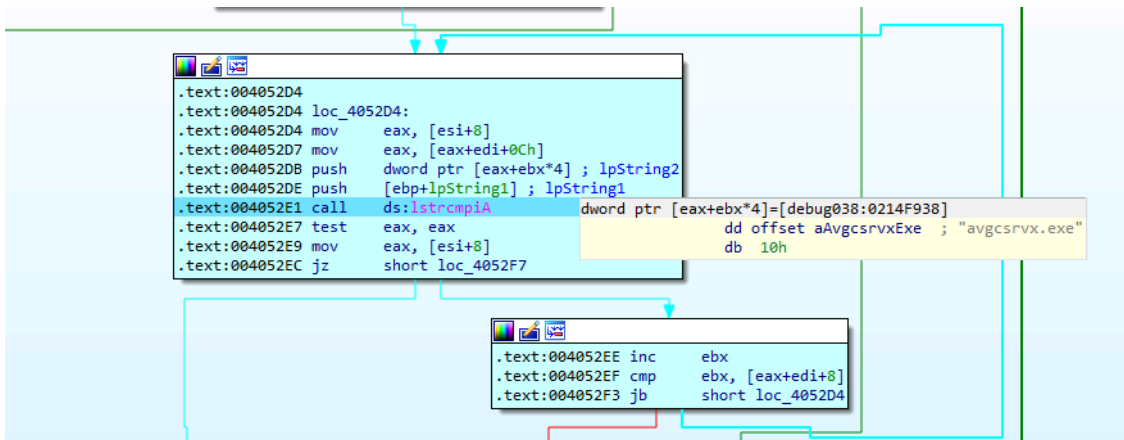 .text:004052D4
.text:004052D4 loc_4052D4:
.text:004052D4 mov eax, [esi+8]
.text:004052D7 mov eax, [eax+edi+0Ch]
.text:004052DB push dword ptr [eax+ebx*4] ; lpString2
.text:004052DE push [ebp+lpString1] ; lpString1
.text:004052E1 call ds:lstrcmpiA
.text:004052E7 test eax, eax
.text:004052E9 mov eax, [esi+8]
.text:004052EC jz short loc_4052F7
dword ptr [eax+ebx*4]=[debug038:0214F938]
dd offset aAvgcsrvxExe ; "avgcsrvx.exe"
db 10h
.text:004052EE inc ebx
.text:004052EF cmp ebx, [eax+edi+8]
.text:004052F3 jb short loc_4052D4